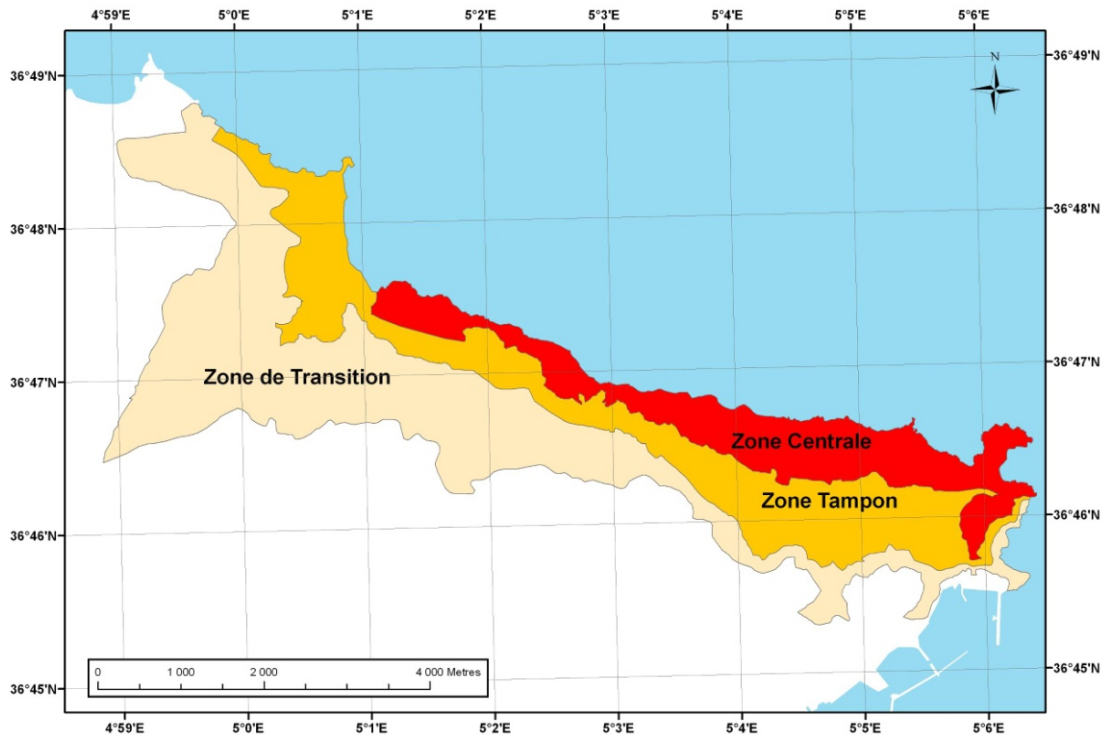 4°59'E 5°0'E 5°1'E 5°2'E 5°3'E 5°4'E 5°5'E 5°6'E
36°49'N 36°49'N
N
36°48'N 36°48'N
36°47'N 36°47'N
Zone de Transition
Zone Centrale
Zone Tampon
36°46'N 36°46'N
36°45'N 36°45'N
0 1 000 2 000 4 000 Metres
4°59'E 5°0'E 5°1'E 5°2'E 5°3'E 5°4'E 5°5'E 5°6'E